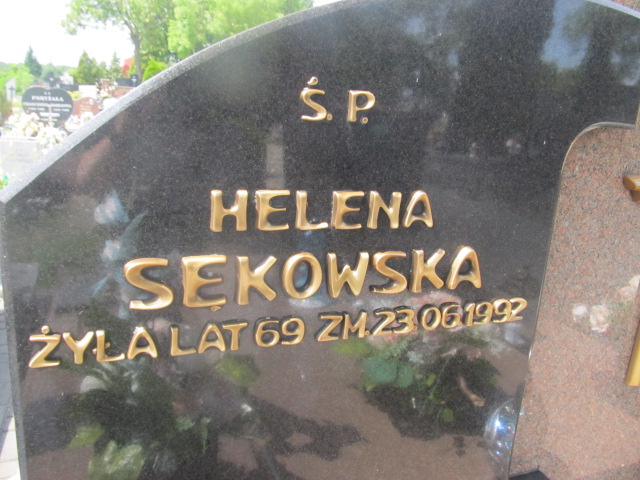 Ś. P.
HELENA
SĘKOWSKA
ŻYŁA LAT 69 ZM. 23.06.1992